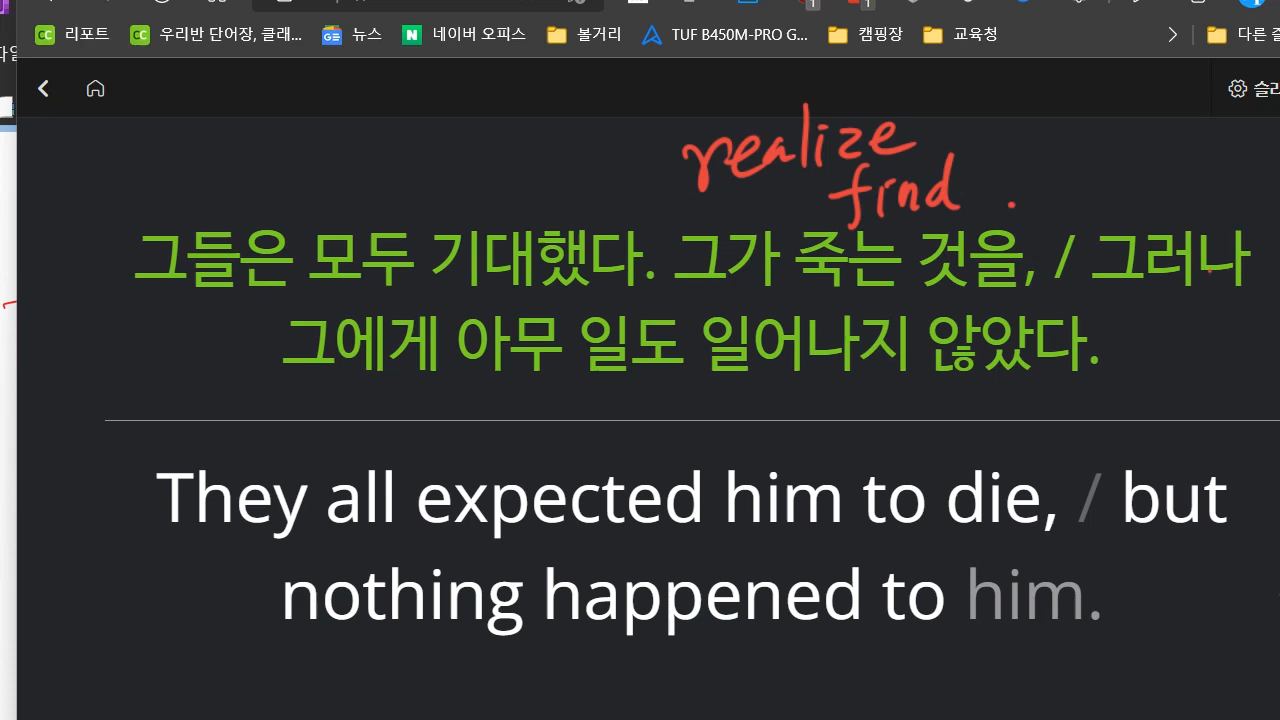 리포트 우리반 단어장, 클래... 뉴스 네이버 오피스 볼거리 TUF B450M-PRO G... 캠핑장 교육청 다른 즐
realize
find .
그들은 모두 기대했다. 그가 죽는 것을, / 그러나
그에게 아무 일도 일어나지 않았다.
They all expected him to die, / but
nothing happened to him.